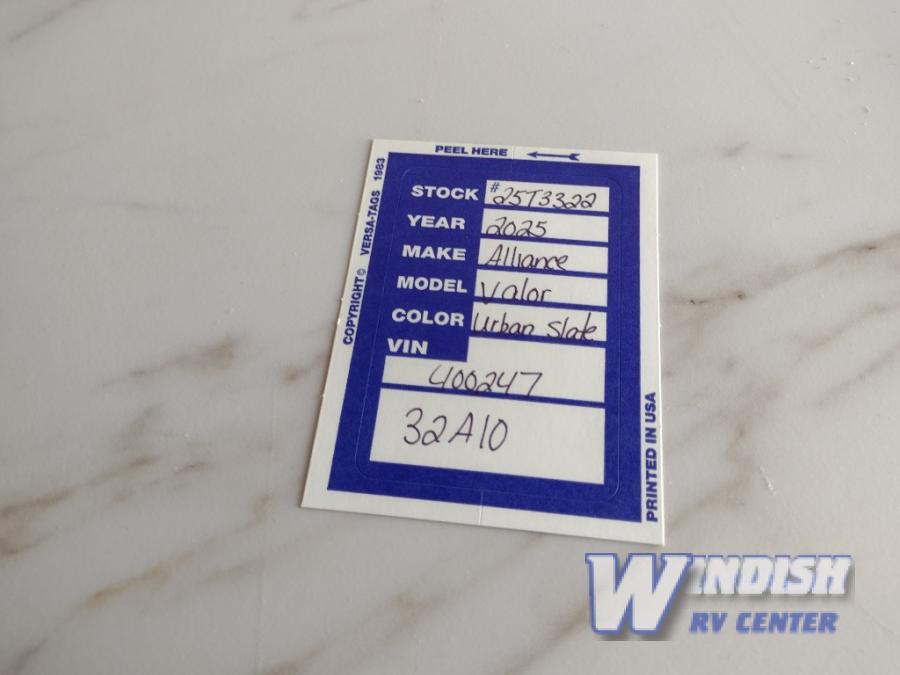 PEEL HERE
COPYRIGHT© VERSA-TAGS 1983
STOCK #25T3322
YEAR 2025
MAKE Alliance
MODEL Valor
COLOR Urban Slate
VIN
400247
32A10
PRINTED IN USA
WINDISH
RV CENTER